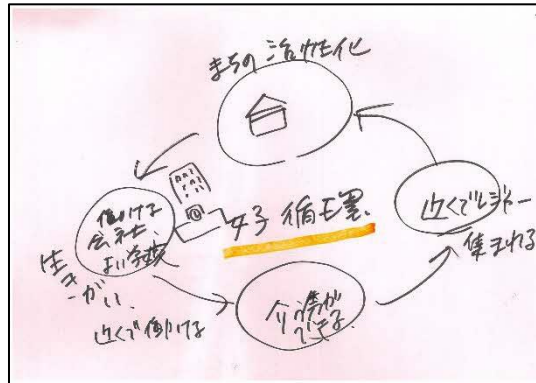 まちの活性化
働ける
会社、
よい学校
生きがい、
近くで働ける
好循環
介護が
できる
近くでレジャー
集まれる